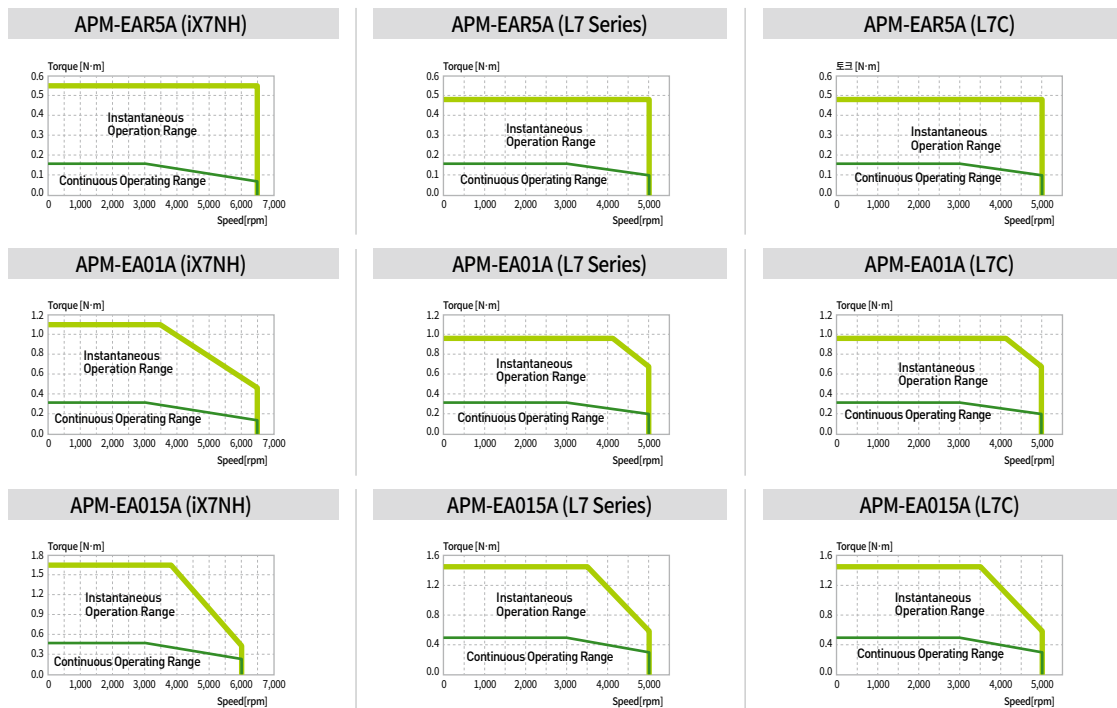 APM-EAR5A (iX7NH)
Torque [N·m]
0.6
0.5
0.4
0.3
0.2
0.1
0.0
Instantaneous
Operation Range
Continuous Operating Range
0 1,000 2,000 3,000 4,000 5,000 6,000 7,000
Speed[rpm]
APM-EAR5A (L7 Series)
Torque [N·m]
0.6
0.5
0.4
0.3
0.2
0.1
0.0
Instantaneous
Operation Range
Continuous Operating Range
0 1,000 2,000 3,000 4,000 5,000
Speed[rpm]
APM-EAR5A (L7C)
토크 [N·m]
0.6
0.5
0.4
0.3
0.2
0.1
0.0
Instantaneous
Operation Range
Continuous Operating Range
0 1,000 2,000 3,000 4,000 5,000
Speed[rpm]
APM-EA01A (iX7NH)
Torque [N·m]
1.2
1.0
0.8
0.6
0.4
0.2
0.0
Instantaneous
Operation Range
Continuous Operating Range
0 1,000 2,000 3,000 4,000 5,000 6,000 7,000
Speed[rpm]
APM-EA01A (L7 Series)
Torque [N·m]
1.2
1.0
0.8
0.6
0.4
0.2
0.0
Instantaneous
Operation Range
Continuous Operating Range
0 1,000 2,000 3,000 4,000 5,000
Speed[rpm]
APM-EA01A (L7C)
Torque [N·m]
1.2
1.0
0.8
0.6
0.4
0.2
0.0
Instantaneous
Operation Range
Continuous Operating Range
0 1,000 2,000 3,000 4,000 5,000
Speed[rpm]
APM-EA015A (iX7NH)
Torque [N·m]
1.8
1.5
1.2
0.9
0.6
0.3
0.0
Instantaneous
Operation Range
Continuous Operating Range
0 1,000 2,000 3,000 4,000 5,000 6,000 7,000
Speed[rpm]
APM-EA015A (L7 Series)
Torque [N·m]
1.6
1.2
0.8
0.4
0.0
Instantaneous
Operation Range
Continuous Operating Range
0 1,000 2,000 3,000 4,000 5,000
Speed[rpm]
APM-EA015A (L7C)
Torque [N·m]
1.6
1.2
0.8
0.4
0.0
Instantaneous
Operation Range
Continuous Operating Range
0 1,000 2,000 3,000 4,000 5,000
Speed[rpm]